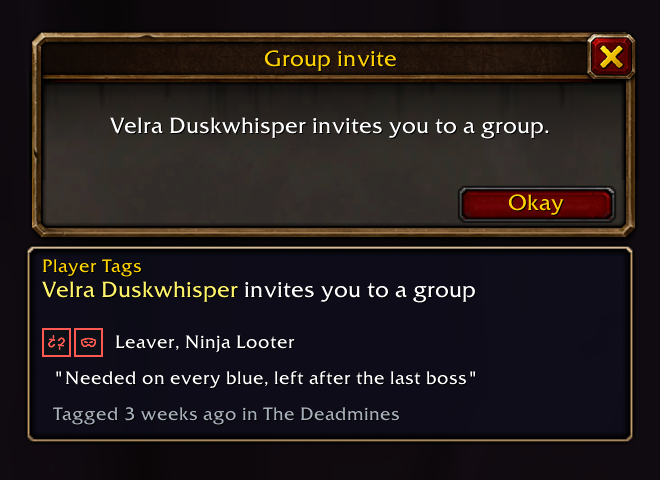 Group invite
Velra Duskwhisper invites you to a group.
Okay
Player Tags
Velra Duskwhisper invites you to a group
Leaver, Ninja Looter
"Needed on every blue, left after the last boss"
Tagged 3 weeks ago in The Deadmines